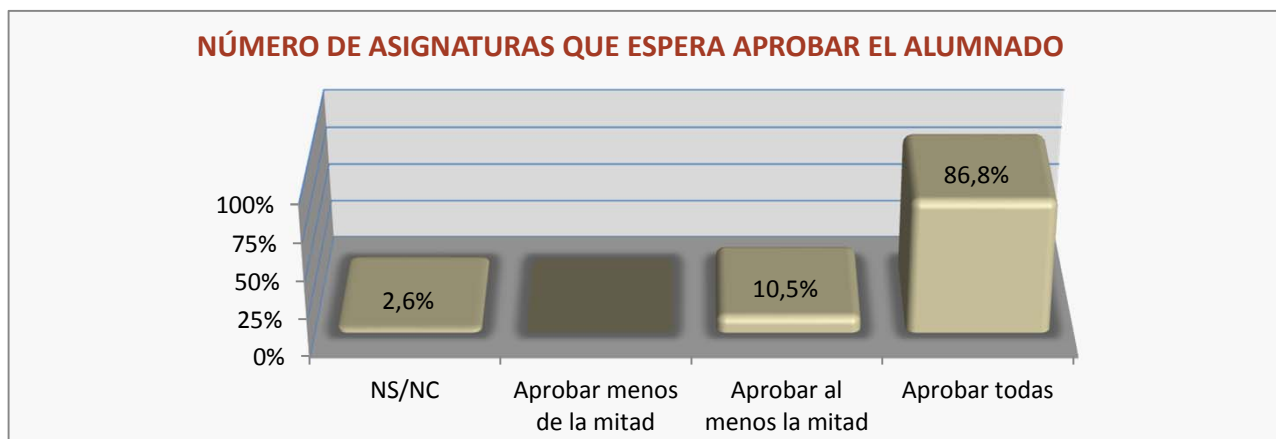 NÚMERO DE ASIGNATURAS QUE ESPERA APROBAR EL ALUMNADO
100%
75%
50%
25%
0%
2,6%
10,5%
86,8%
NS/NC
Aprobar menos
de la mitad
Aprobar al
menos la mitad
Aprobar todas